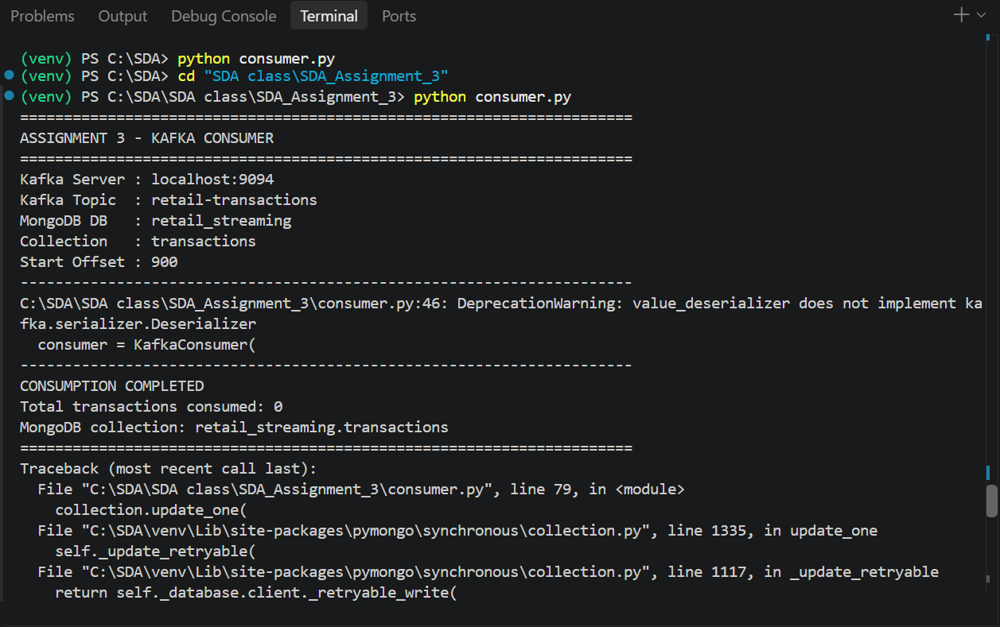 Problems Output Debug Console Terminal Ports
(venv) PS C:\SDA> python consumer.py
(venv) PS C:\SDA> cd "SDA class\SDA_Assignment_3"
(venv) PS C:\SDA\SDA class\SDA_Assignment_3> python consumer.py
======================================================================
ASSIGNMENT 3 - KAFKA CONSUMER
======================================================================
Kafka Server : localhost:9094
Kafka Topic  : retail-transactions
MongoDB DB   : retail_streaming
Collection   : transactions
Start Offset : 900
----------------------------------------------------------------------
C:\SDA\SDA class\SDA_Assignment_3\consumer.py:46: DeprecationWarning: value_deserializer does not implement ka
fka.serializer.Deserializer
  consumer = KafkaConsumer(
----------------------------------------------------------------------
CONSUMPTION COMPLETED
Total transactions consumed: 0
MongoDB collection: retail_streaming.transactions
======================================================================
Traceback (most recent call last):
  File "C:\SDA\SDA class\SDA_Assignment_3\consumer.py", line 79, in <module>
    collection.update_one(
  File "C:\SDA\venv\Lib\site-packages\pymongo\synchronous\collection.py", line 1335, in update_one
    self._update_retryable(
  File "C:\SDA\venv\Lib\site-packages\pymongo\synchronous\collection.py", line 1117, in _update_retryable
    return self._database.client._retryable_write(